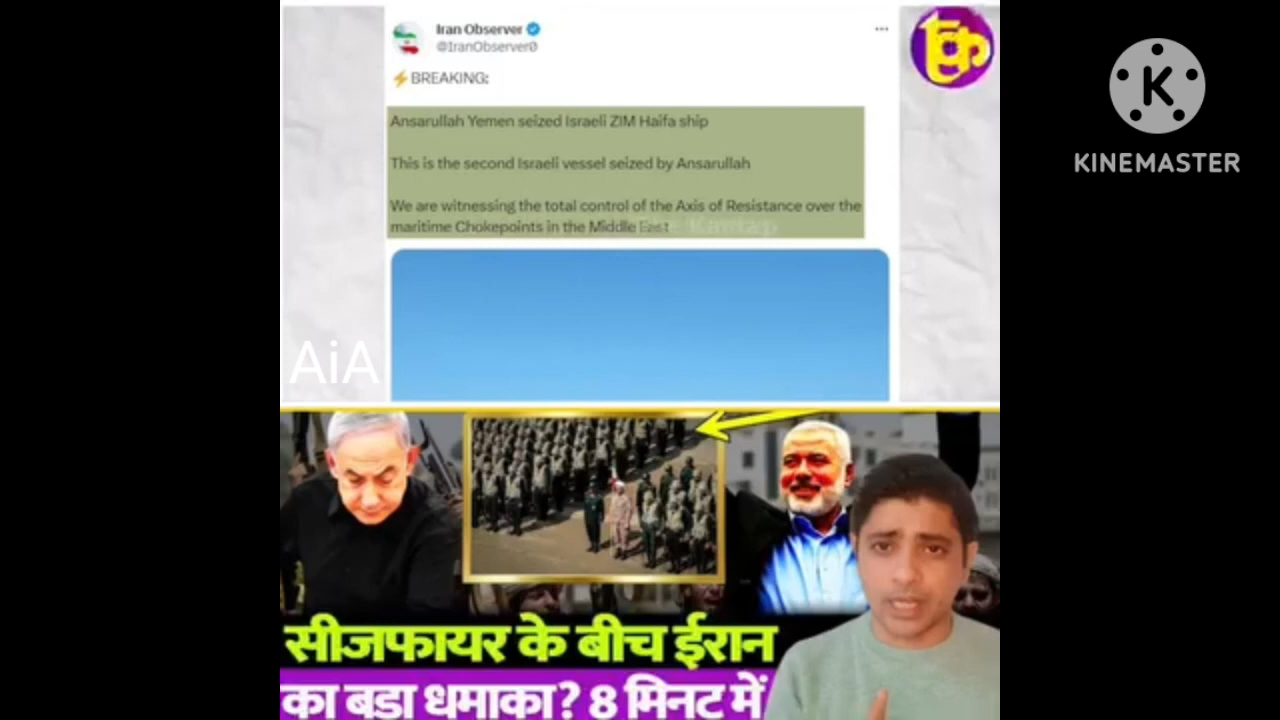 Iran Observer
@IranObserver0
⚡BREAKING:
Ansarullah Yemen seized Israeli ZIM Haifa ship
This is the second Israeli vessel seized by Ansarullah
We are witnessing the total control of the Axis of Resistance over the
maritime Chokepoints in the Middle East
KINEMASTER
AiA
सीजफायर के बीच ईरान
का बडा धमाका? 8 मिनट में